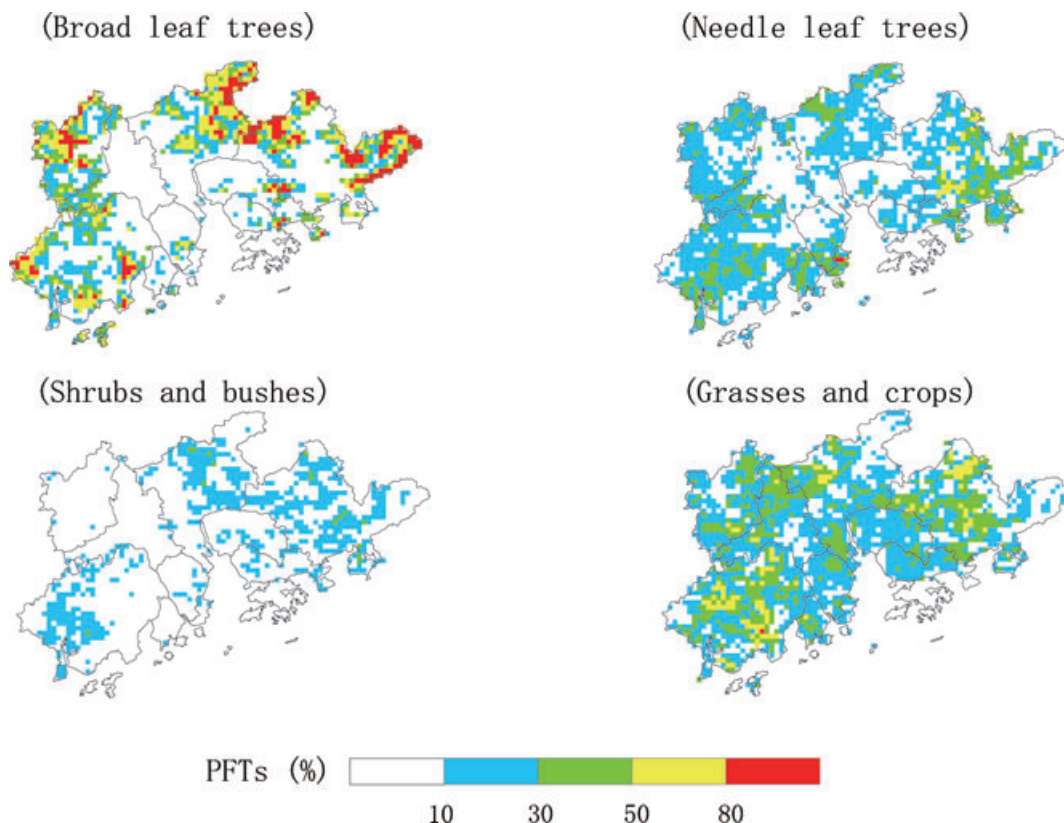 (Broad leaf trees) (Needle leaf trees)
(Shrubs and bushes) (Grasses and crops)
PFTs (%)
10 30 50 80